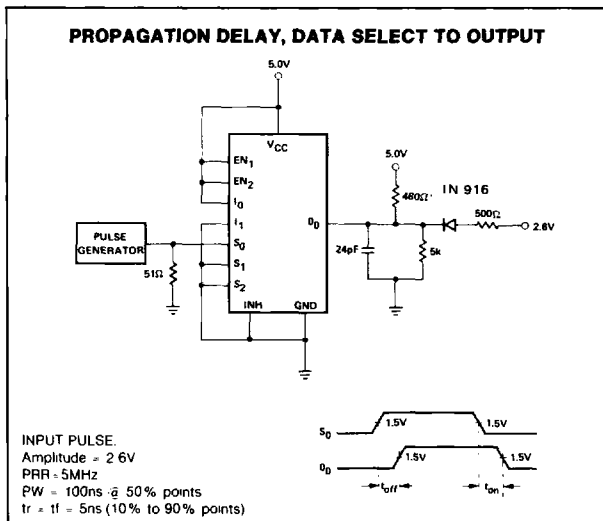 PROPAGATION DELAY, DATA SELECT TO OUTPUT
5.0V
VCC
EN1
EN2
I0
I1
S0
S1
S2
INH
GND
D0
PULSE
GENERATOR
51Ω
5.0V
480Ω
IN 916
500Ω
2.6V
24pF
5k
INPUT PULSE.
Amplitude = 2 6V
PRR = 5MHz
PW = 100ns @ 50% points
tr = tf = 5ns (10% to 90% points)
S0
1.5V
1.5V
D0
1.5V
1.5V
toff
ton